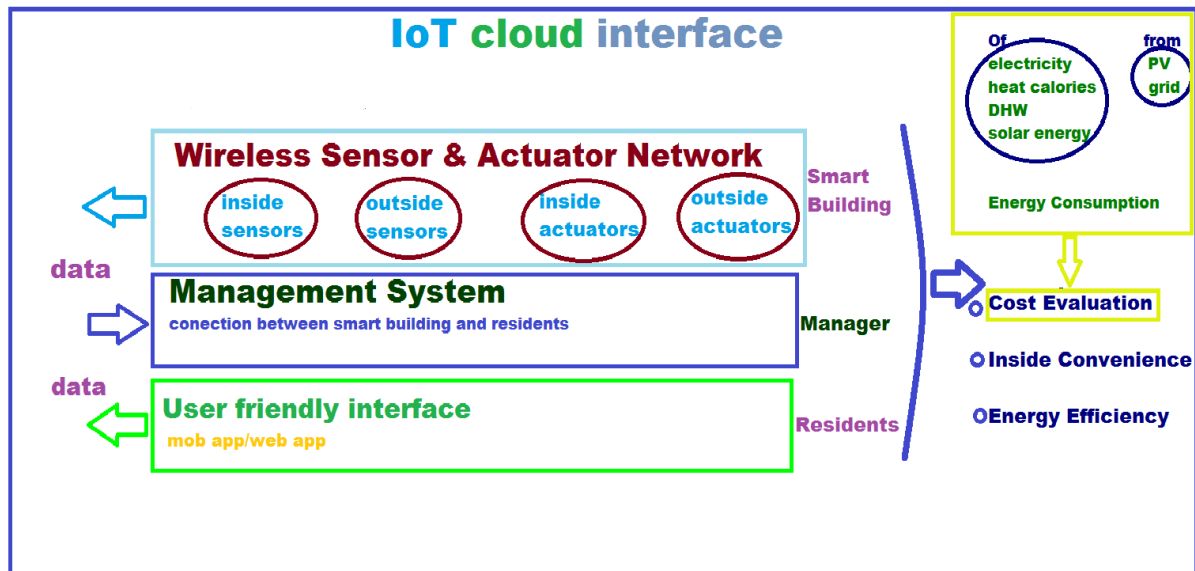 IoT cloud interface
Of
electricity
heat calories
DHW
solar energy
from
PV
grid
Energy Consumption
Wireless Sensor & Actuator Network
inside
sensors
outside
sensors
inside
actuators
outside
actuators
Smart
Building
data
Management System
conection between smart building and residents
Manager
data
User friendly interface
mob app/web app
Residents
Cost Evaluation
Inside Convenience
Energy Efficiency